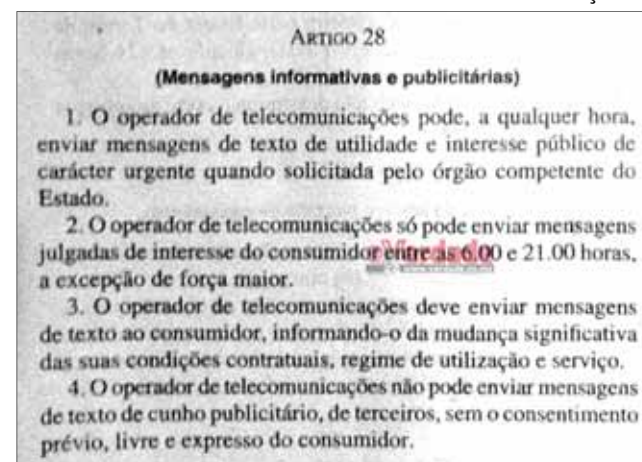 ARTIGO 28
(Mensagens informativas e publicitárias)
1. O operador de telecomunicações pode, a qualquer hora,
enviar mensagens de texto de utilidade e interesse público de
carácter urgente quando solicitada pelo órgão competente do
Estado.
2. O operador de telecomunicações só pode enviar mensagens
julgadas de interesse do consumidor entre as 6.00 e 21.00 horas,
a excepção de força maior.
3. O operador de telecomunicações deve enviar mensagens
de texto ao consumidor, informando-o da mudança significativa
das suas condições contratuais, regime de utilização e serviço.
4. O operador de telecomunicações não pode enviar mensagens
de texto de cunho publicitário, de terceiros, sem o consentimento
prévio, livre e expresso do consumidor.